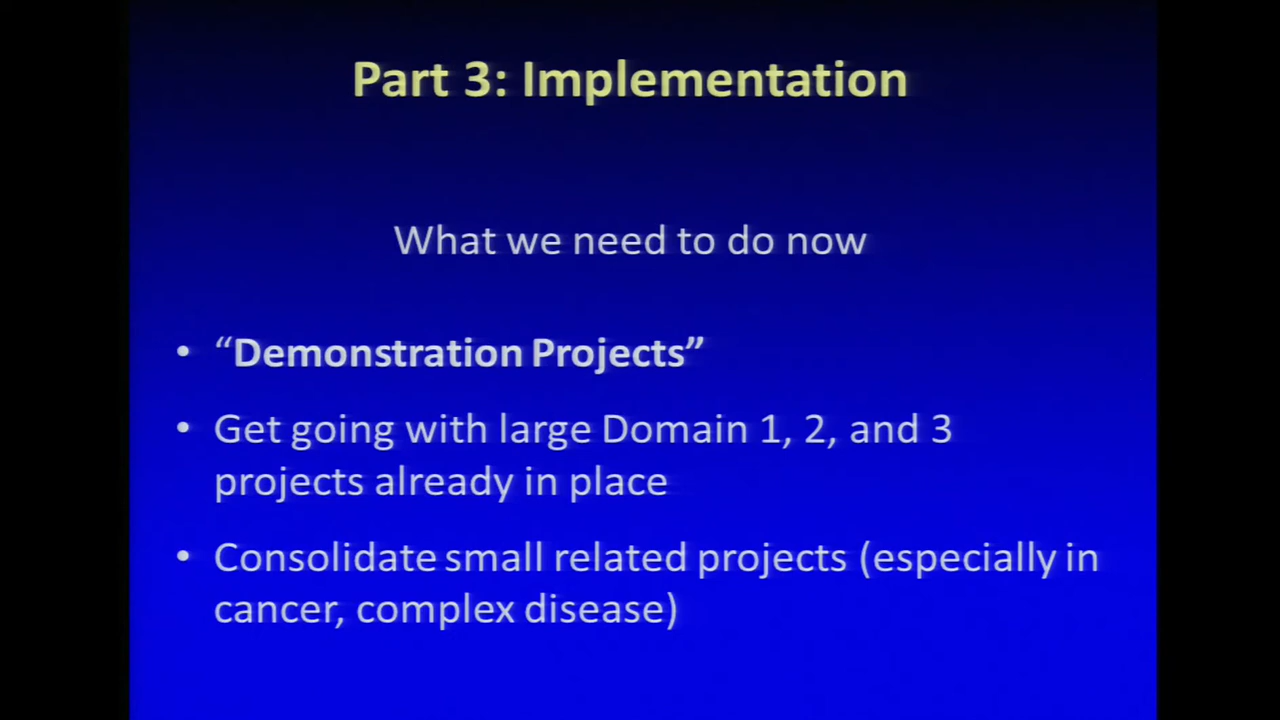 Part 3: Implementation
What we need to do now
• “Demonstration Projects”
• Get going with large Domain 1, 2, and 3
projects already in place
• Consolidate small related projects (especially in
cancer, complex disease)